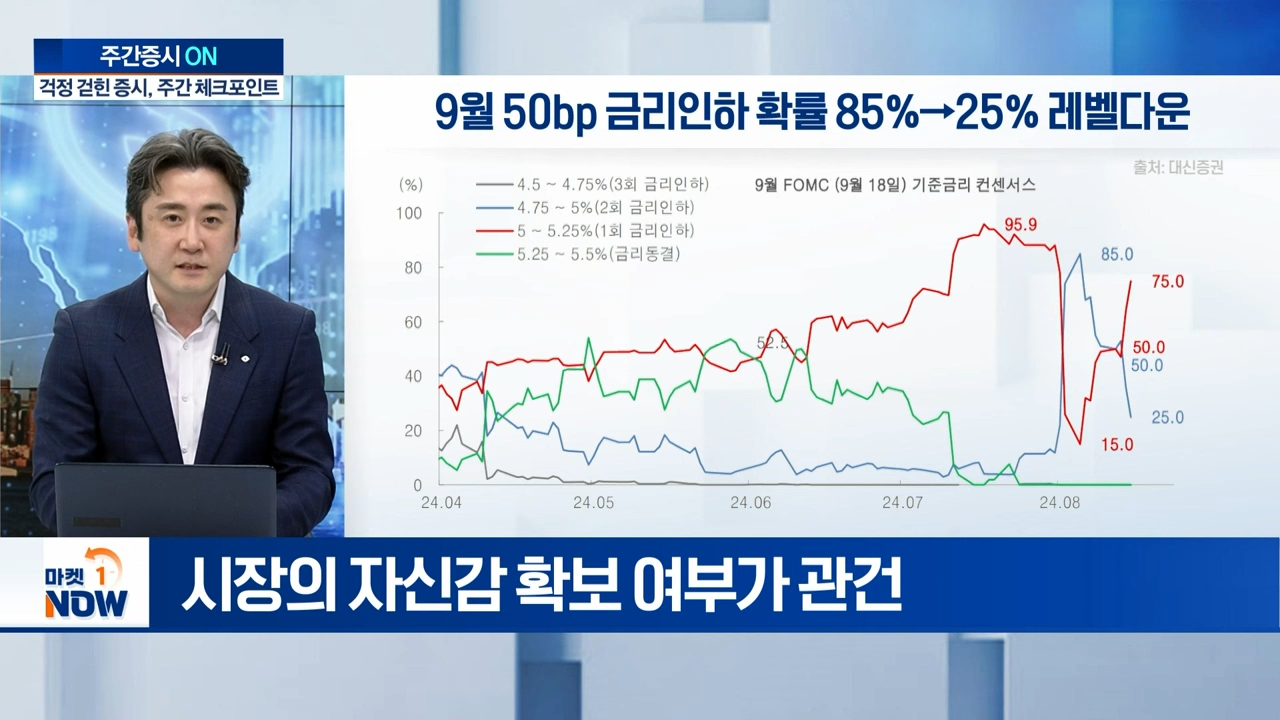 주간증시 ON
걱정 걷힌 증시, 주간 체크포인트
9월 50bp 금리인하 확률 85%→25% 레벨다운
출처: 대신증권
(%)
4.5 ~ 4.75%(3회 금리인하)
9월 FOMC (9월 18일) 기준금리 컨센서스
4.75 ~ 5%(2회 금리인하)
5 ~ 5.25%(1회 금리인하)
5.25 ~ 5.5%(금리동결)
100
80
60
40
20
0
95.9
85.0
75.0
52.5
50.0
50.0
25.0
15.0
24.04
24.05
24.06
24.07
24.08
마켓 1
NOW
시장의 자신감 확보 여부가 관건